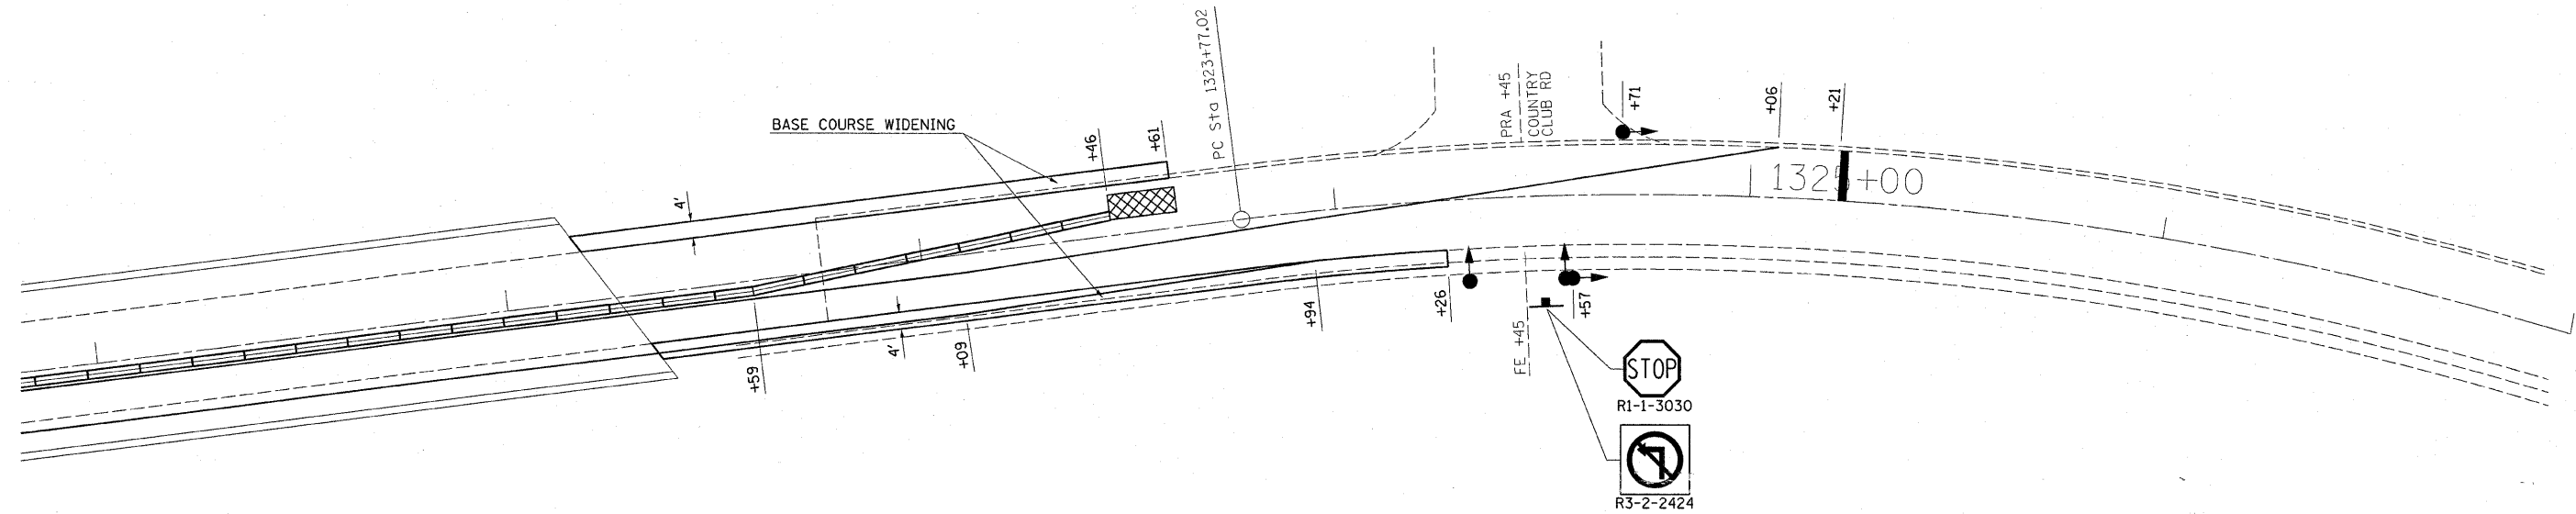 BASE COURSE WIDENING
4'
+46
+61
PC Sta 1323+77.02
PRA +45
COUNTRY
CLUB RD
+71
+06
+21
1325+00
+59
4'
+09
+94
+26
FE +45
+57
STOP
R1-1-3030
R3-2-2424